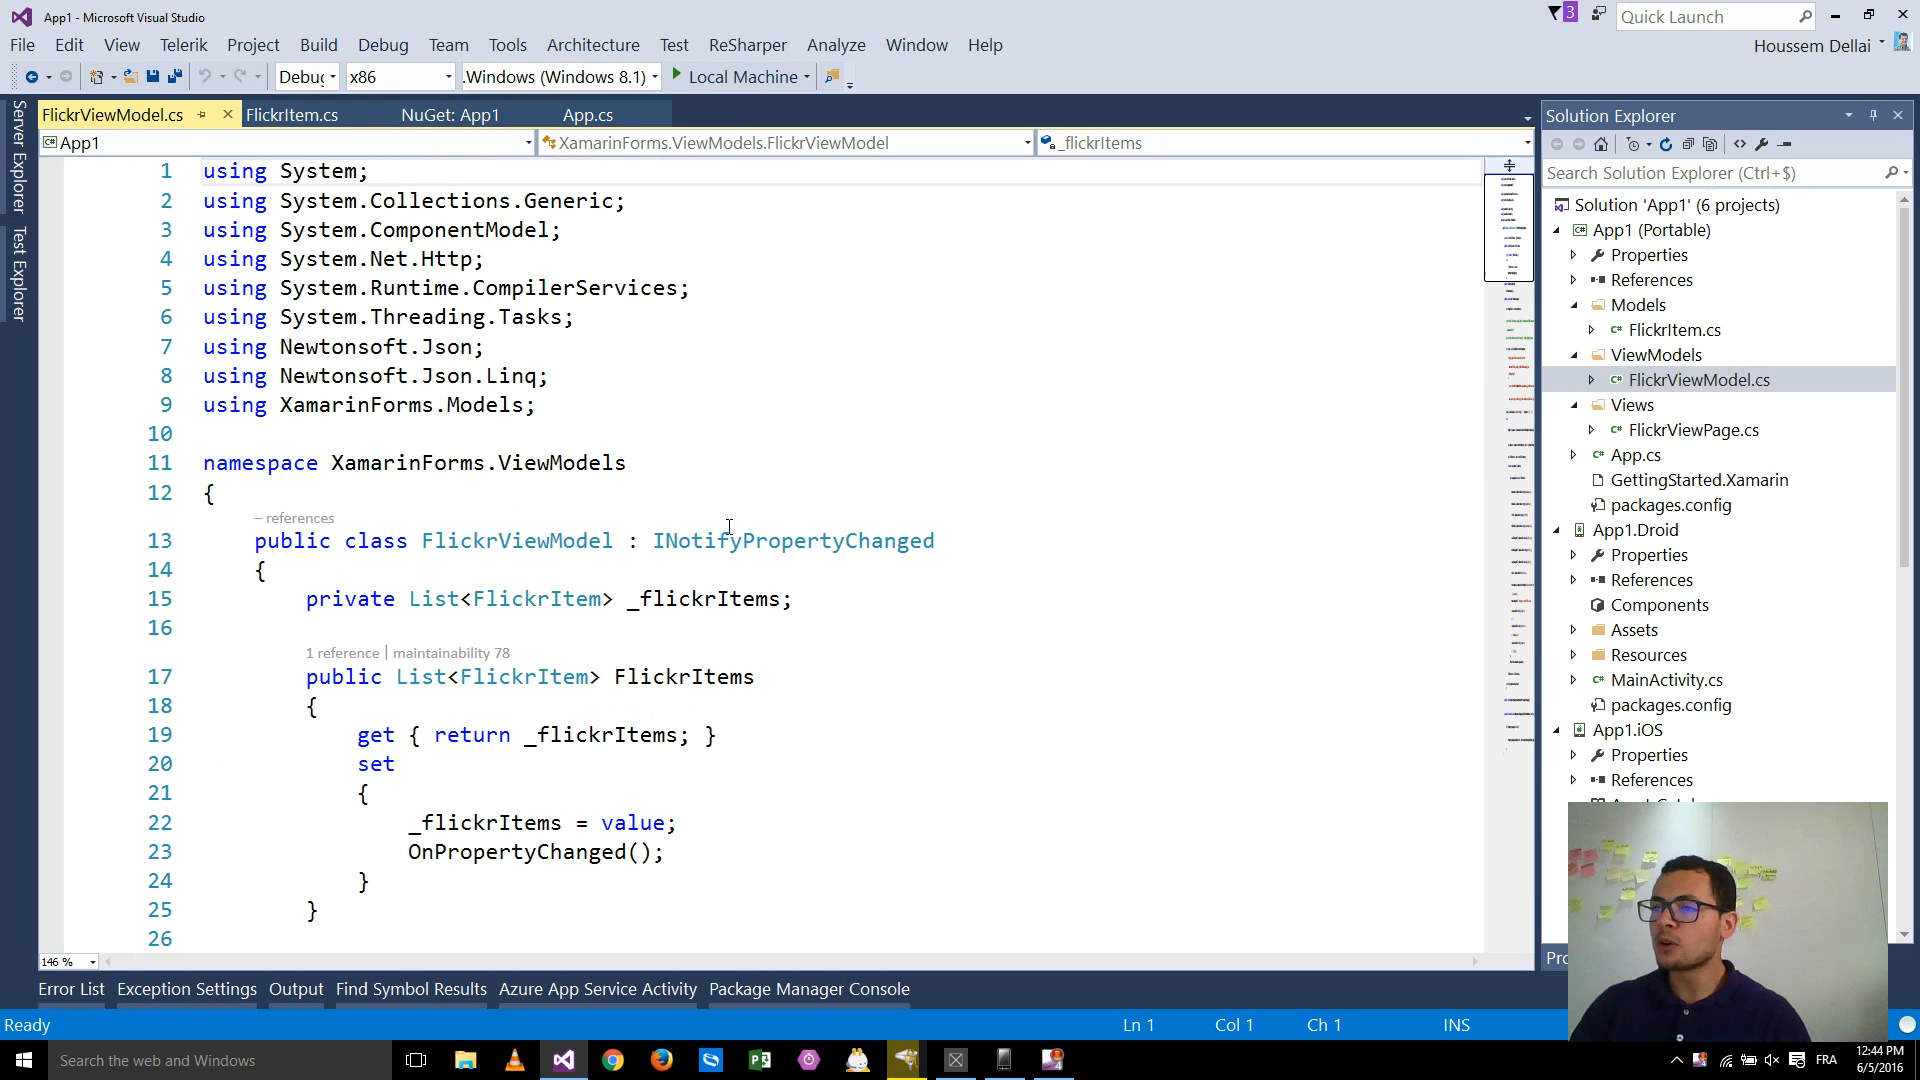 App1 - Microsoft Visual Studio
3
Quick Launch
File Edit View Telerik Project Build Debug Team Tools Architecture Test ReSharper Analyze Window Help
Houssem Dellai
Debug x86 .Windows (Windows 8.1) Local Machine
Server Explorer
Test Explorer
FlickrViewModel.cs FlickrItem.cs NuGet: App1 App.cs
App1 XamarinForms.ViewModels.FlickrViewModel _flickrItems
1 using System;
2 using System.Collections.Generic;
3 using System.ComponentModel;
4 using System.Net.Http;
5 using System.Runtime.CompilerServices;
6 using System.Threading.Tasks;
7 using Newtonsoft.Json;
8 using Newtonsoft.Json.Linq;
9 using XamarinForms.Models;
10
11 namespace XamarinForms.ViewModels
12 {
– references
13 public class FlickrViewModel : INotifyPropertyChanged
14 {
15 private List<FlickrItem> _flickrItems;
16
1 reference | maintainability 78
17 public List<FlickrItem> FlickrItems
18 {
19 get { return _flickrItems; }
20 set
21 {
22 _flickrItems = value;
23 OnPropertyChanged();
24 }
25 }
26
146 %
Solution Explorer
Search Solution Explorer (Ctrl+$)
Solution 'App1' (6 projects)
App1 (Portable)
Properties
References
Models
FlickrItem.cs
ViewModels
FlickrViewModel.cs
Views
FlickrViewPage.cs
App.cs
GettingStarted.Xamarin
packages.config
App1.Droid
Properties
References
Components
Assets
Resources
MainActivity.cs
packages.config
App1.iOS
Properties
References
Error List Exception Settings Output Find Symbol Results Azure App Service Activity Package Manager Console
Ready Ln 1 Col 1 Ch 1 INS
Search the web and Windows
FRA
12:44 PM
6/5/2016